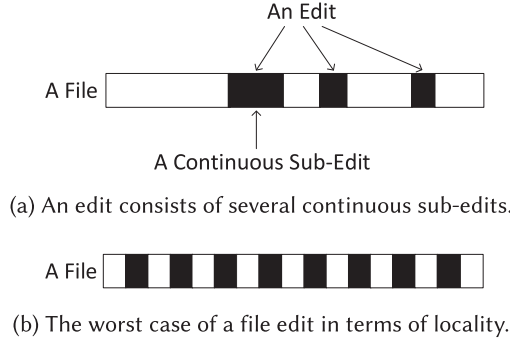 An Edit
A File
A Continuous Sub-Edit
(a) An edit consists of several continuous sub-edits.
A File
(b) The worst case of a file edit in terms of locality.